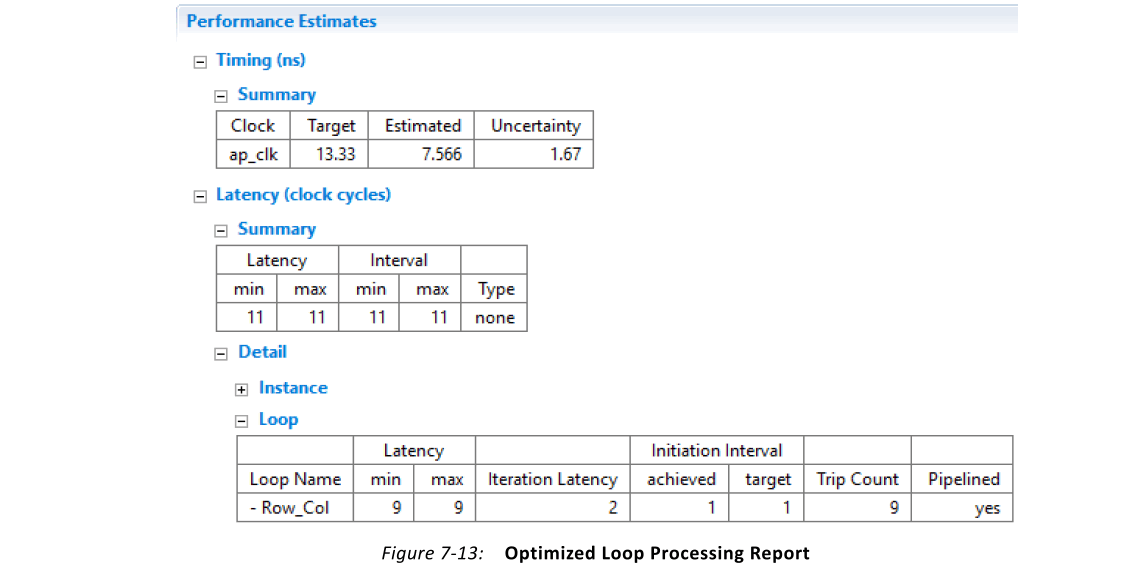 Performance Estimates
Timing (ns)
Summary
Clock Target Estimated Uncertainty
ap_clk 13.33 7.566 1.67
Latency (clock cycles)
Summary
Latency Interval
min max min max Type
11 11 11 11 none
Detail
Instance
Loop
Latency Initiation Interval
Loop Name min max Iteration Latency achieved target Trip Count Pipelined
- Row_Col 9 9 2 1 1 9 yes
Figure 7-13: Optimized Loop Processing Report